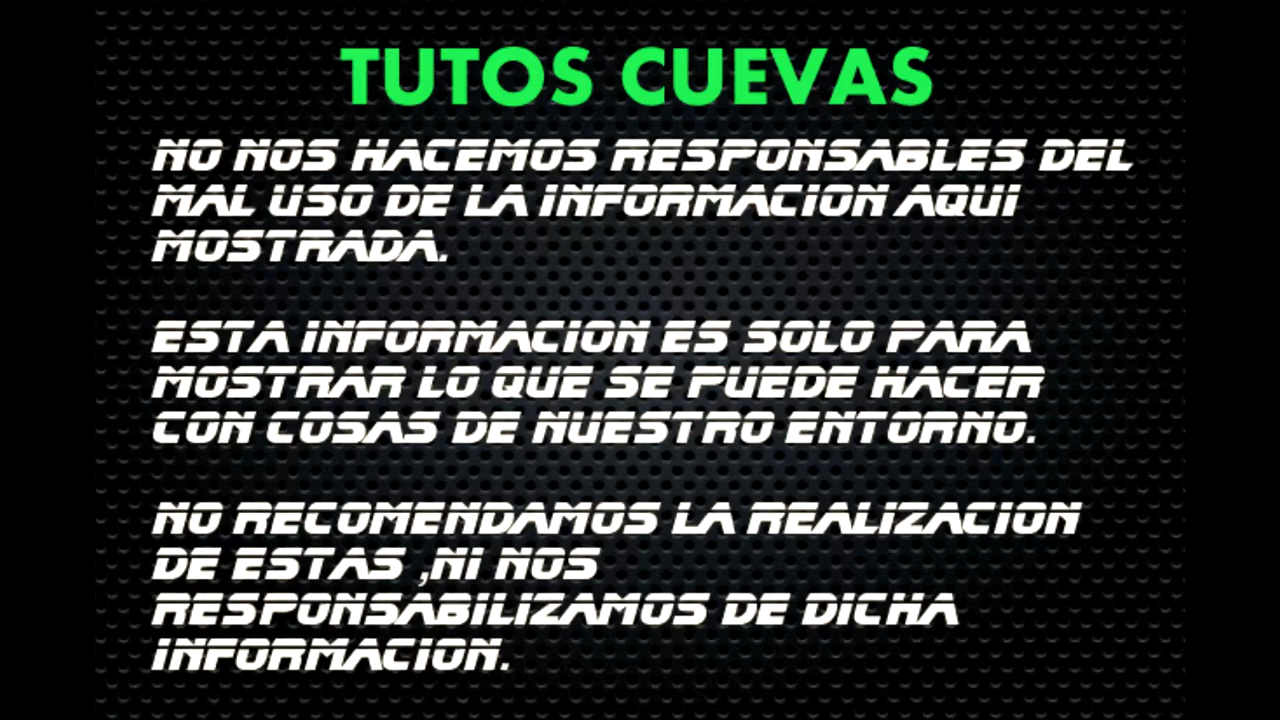 TUTOS CUEVAS
NO NOS HACEMOS RESPONSABLES DEL
MAL USO DE LA INFORMACION AQUI
MOSTRADA.
ESTA INFORMACION ES SOLO PARA
MOSTRAR LO QUE SE PUEDE HACER
CON COSAS DE NUESTRO ENTORNO.
NO RECOMENDAMOS LA REALIZACION
DE ESTAS ,NI NOS
RESPONSABILIZAMOS DE DICHA
INFORMACION.